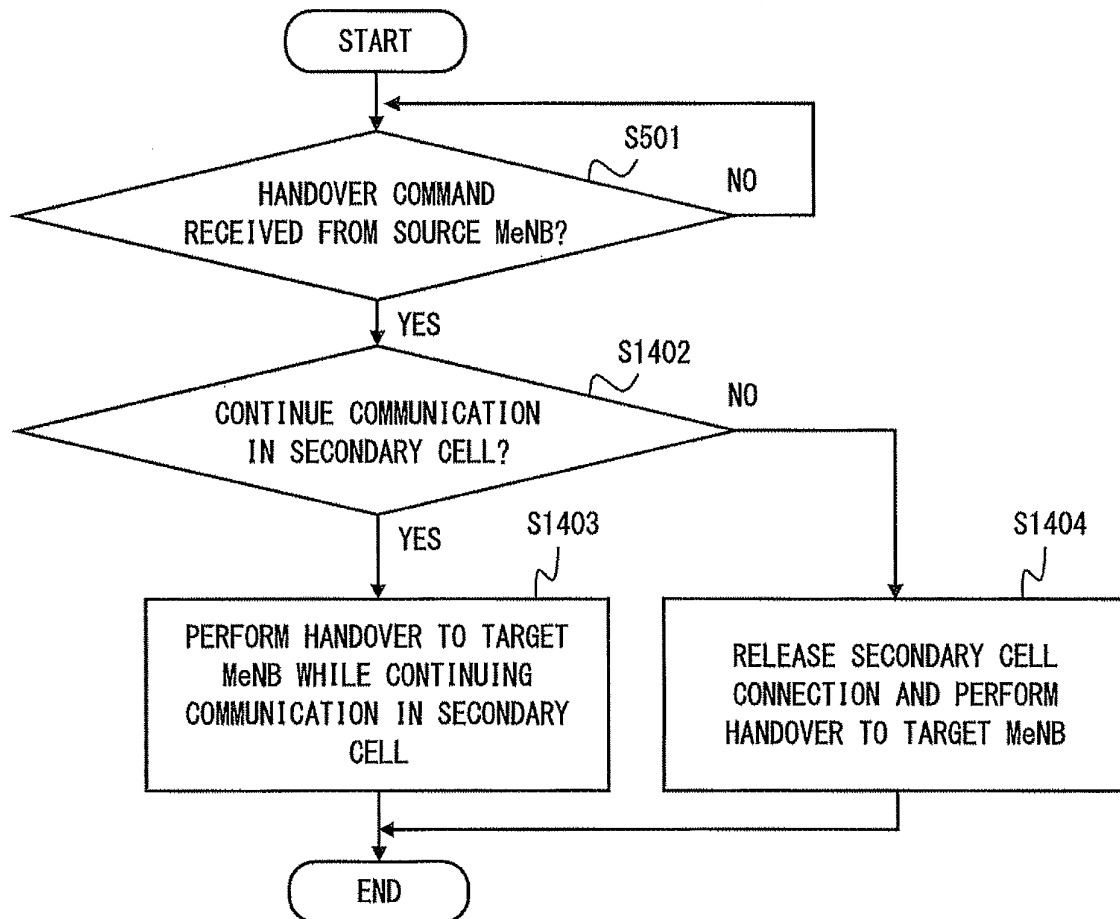 START
S501
HANDOVER COMMAND
RECEIVED FROM SOURCE MeNB?
NO
YES
S1402
CONTINUE COMMUNICATION
IN SECONDARY CELL?
NO
YES
S1403
PERFORM HANDOVER TO TARGET
MeNB WHILE CONTINUING
COMMUNICATION IN SECONDARY
CELL
S1404
RELEASE SECONDARY CELL
CONNECTION AND PERFORM
HANDOVER TO TARGET MeNB
END